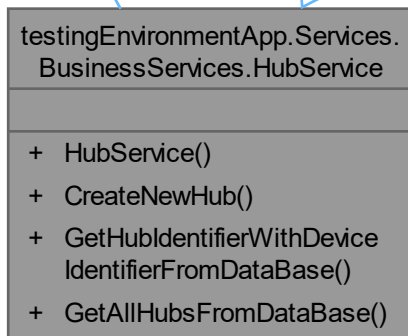 testingEnvironmentApp.Services.
BusinessServices.HubService
+ HubService()
+ CreateNewHub()
+ GetHubIdentifierWithDevice
IdentifierFromDataBase()
+ GetAllHubsFromDataBase()